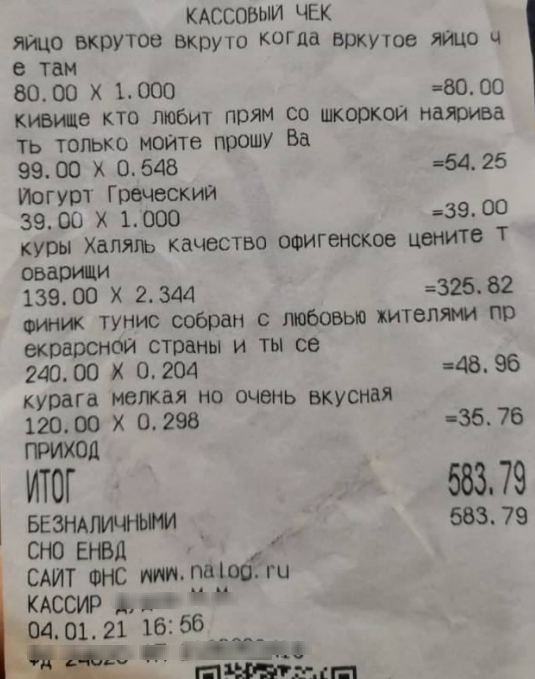 КАССОВЫЙ ЧЕК
яйцо вкрутое вкруто когда вркутое яйцо ч
е там
80.00 X 1.000 =80.00
кивище кто любит прям со шкоркой наярива
ть только мойте прошу Ва
99.00 X 0.548 =54.25
Йогурт Греческий
39.00 X 1.000 =39.00
куры Халяль качество офигенское цените т
оварищи
139.00 X 2.344 =325.82
финик тунис собран с любовью жителями пр
екрарсной страны и ты се
240.00 X 0.204 =48.96
курага мелкая но очень вкусная
120.00 X 0.298 =35.76
ПРИХОД
ИТОГ 583.79
БЕЗНАЛИЧНЫМИ 583.79
СНО ЕНВД
САЙТ ФНС www.nalog.ru
КАССИР
04.01.21 16:56